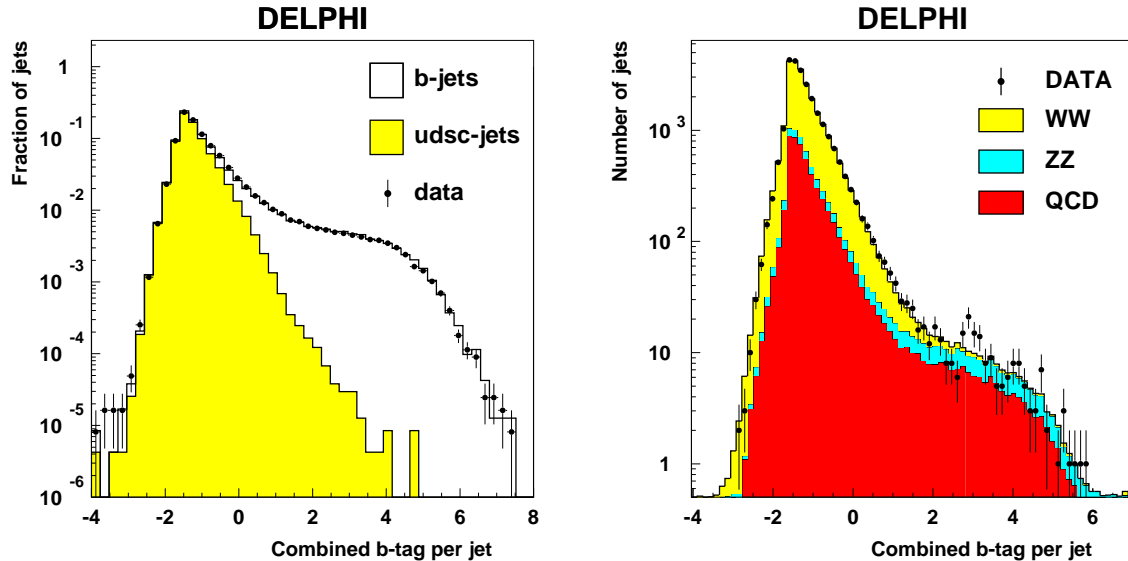 DELPHI
Fraction of jets
1
10 -1
10 -2
10 -3
10 -4
10 -5
10 -6
b-jets
udsc-jets
data
-4 -2 0 2 4 6 8
Combined b-tag per jet
DELPHI
Number of jets
10 3
10 2
10
1
DATA
WW
ZZ
QCD
-4 -2 0 2 4 6
Combined b-tag per jet